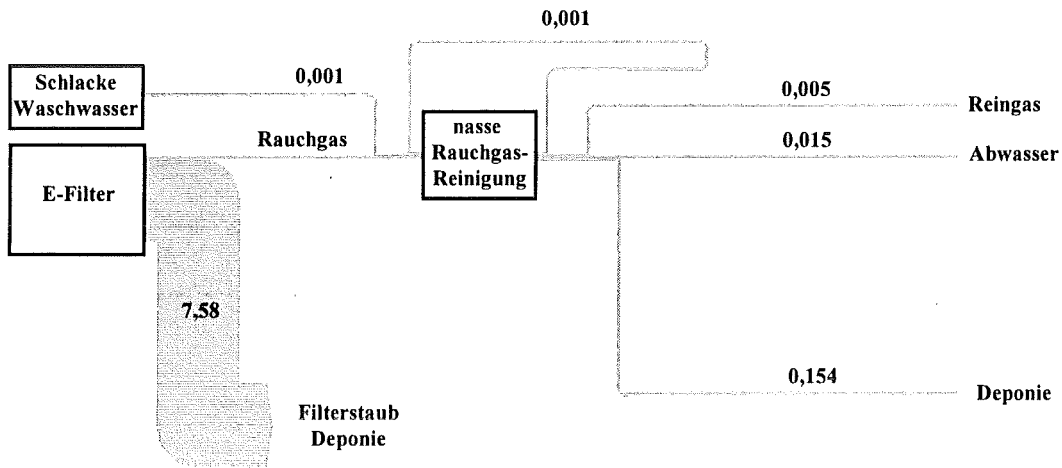 0,001
Schlacke
Waschwasser
0,001
0,005
Reingas
Rauchgas
nasse
Rauchgas-
Reinigung
0,015
Abwasser
E-Filter
7,58
0,154
Deponie
Filterstaub
Deponie